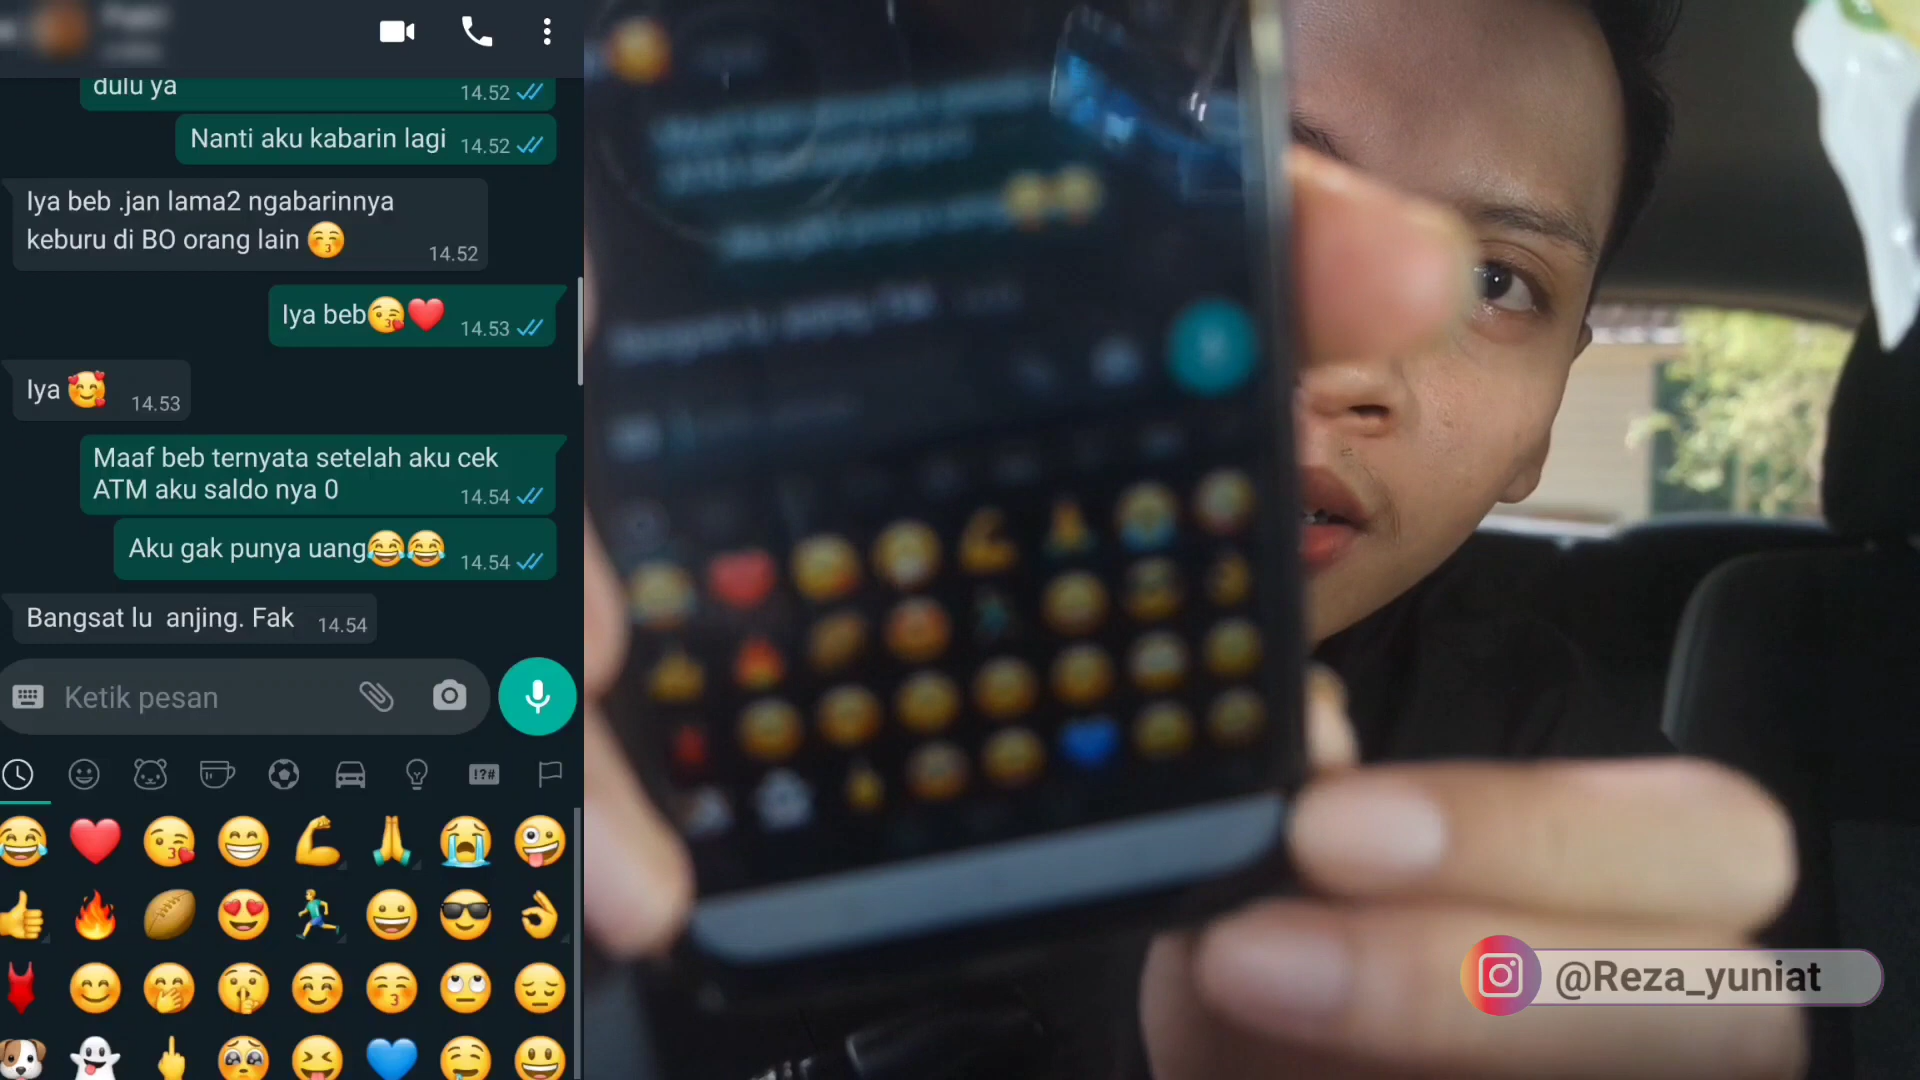 dulu ya
14.52
Nanti aku kabarin lagi 14.52
Iya beb .jan lama2 ngabarinnya
keburu di BO orang lain 😚
14.52
Iya beb😘❤️ 14.53
Iya 🥰 14.53
Maaf beb ternyata setelah aku cek
ATM aku saldo nya 0 14.54
Aku gak punya uang😂😂 14.54
Bangsat lu anjing. Fak 14.54
Ketik pesan
!?#
@Reza_yuniat